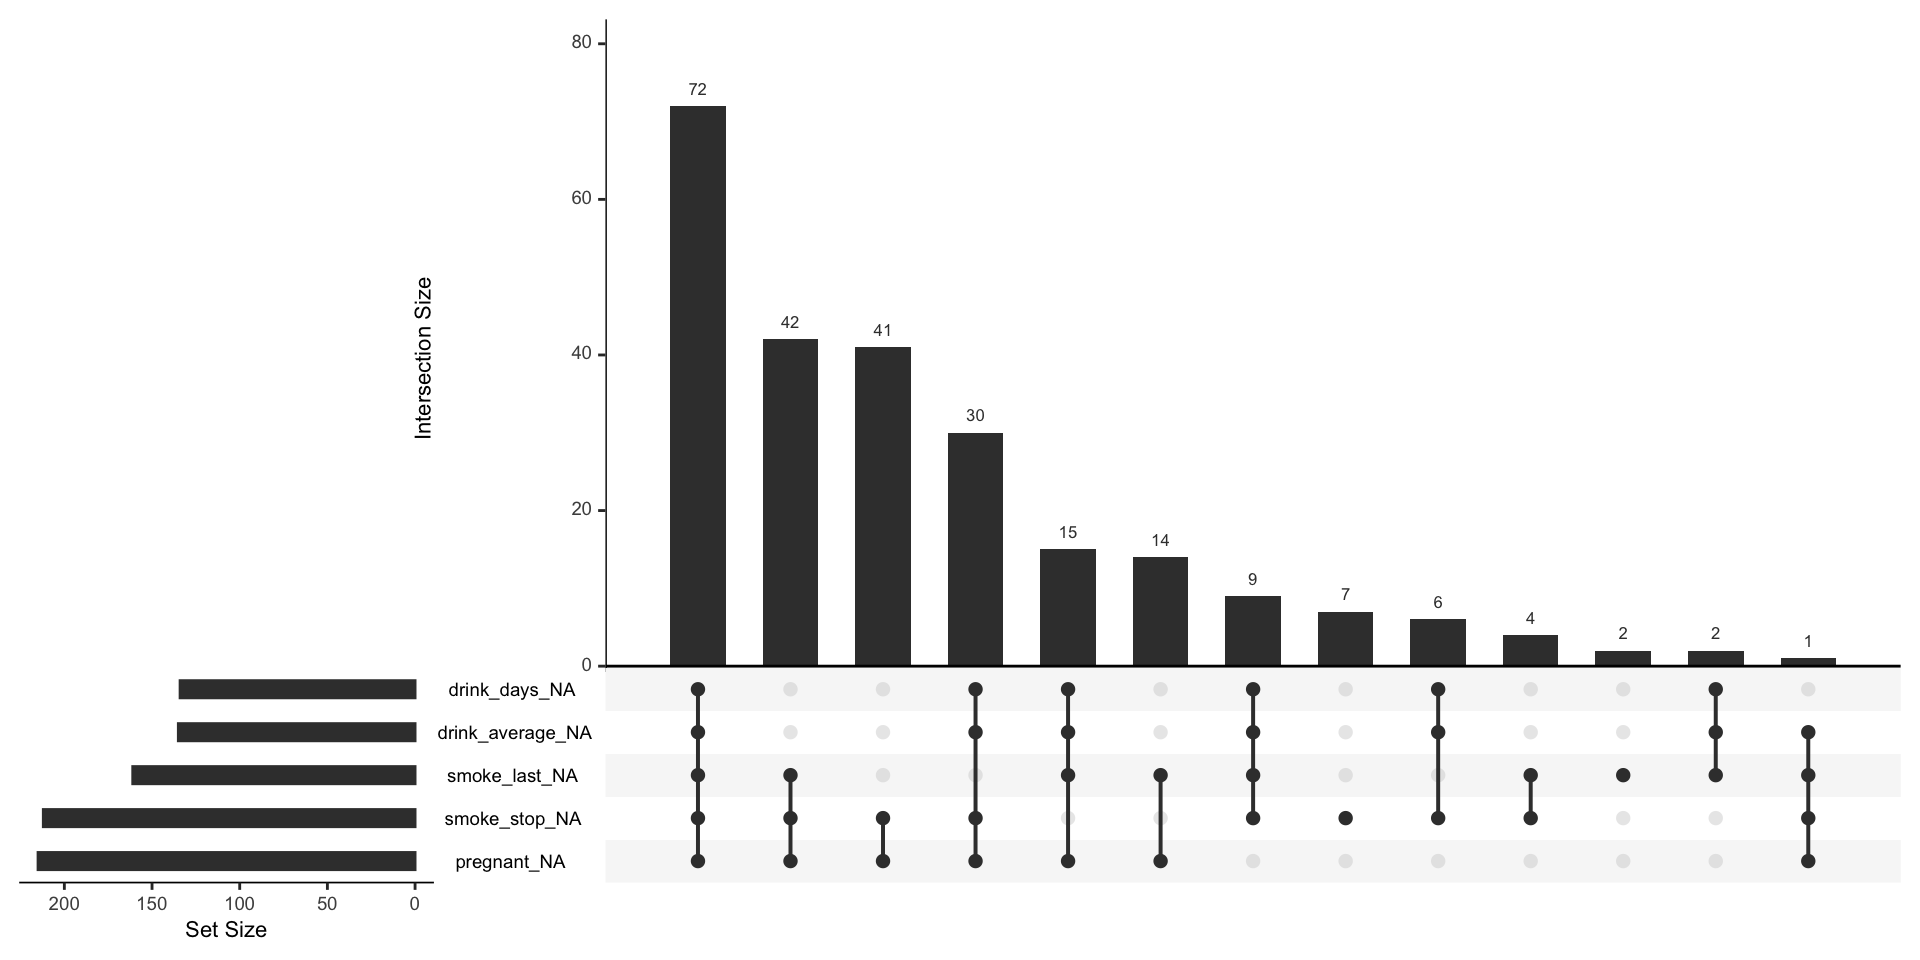 80
72
60
Intersection Size
42
41
40
30
20
15
14
9
7
6
4
2
2
1
0
drink_days_NA
drink_average_NA
smoke_last_NA
smoke_stop_NA
pregnant_NA
200 150 100 50 0
Set Size